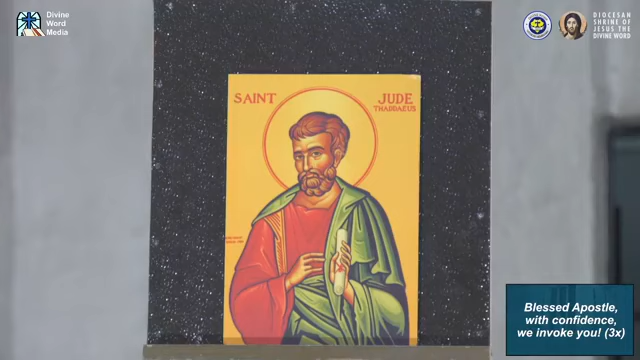 Divine
Word
Media
DIOCESAN
SHRINE OF
JESUS THE
DIVINE WORD
SAINT JUDE
THADDAEUS
Blessed Apostle,
with confidence,
we invoke you! (3x)